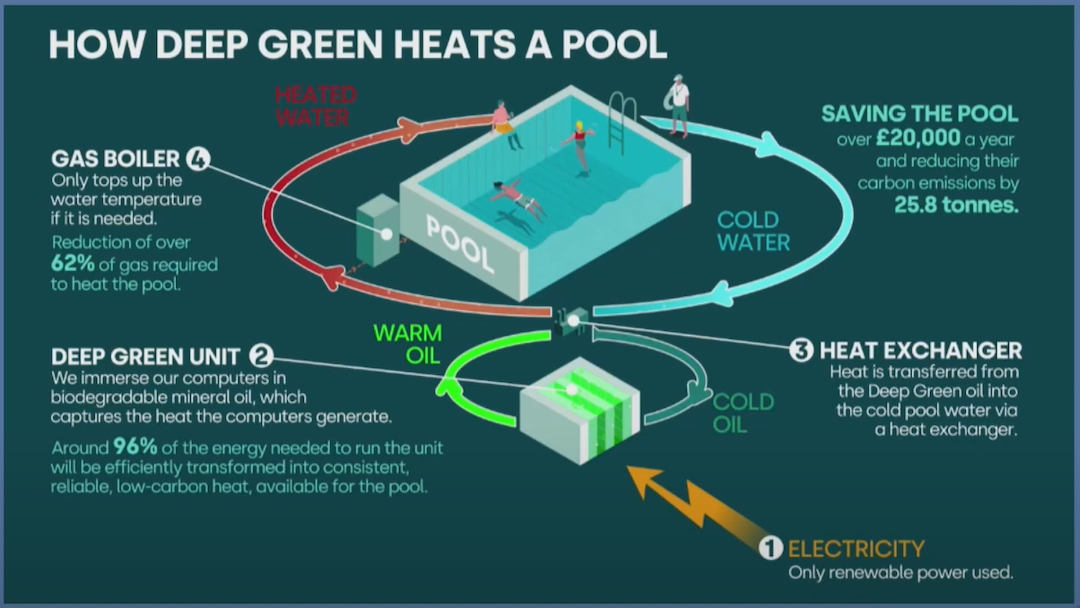 HOW DEEP GREEN HEATS A POOL
HEATED
WATER
GAS BOILER 4
Only tops up the
water temperature
if it is needed.
Reduction of over
62% of gas required
to heat the pool.
POOL
COLD
WATER
SAVING THE POOL
over £20,000 a year
and reducing their
carbon emissions by
25.8 tonnes.
WARM
OIL
DEEP GREEN UNIT 2
We immerse our computers in
biodegradable mineral oil, which
captures the heat the computers generate.
Around 96% of the energy needed to run the unit
will be efficiently transformed into consistent,
reliable, low-carbon heat, available for the pool.
COLD
OIL
3 HEAT EXCHANGER
Heat is transferred from
the Deep Green oil into
the cold pool water via
a heat exchanger.
1 ELECTRICITY
Only renewable power used.